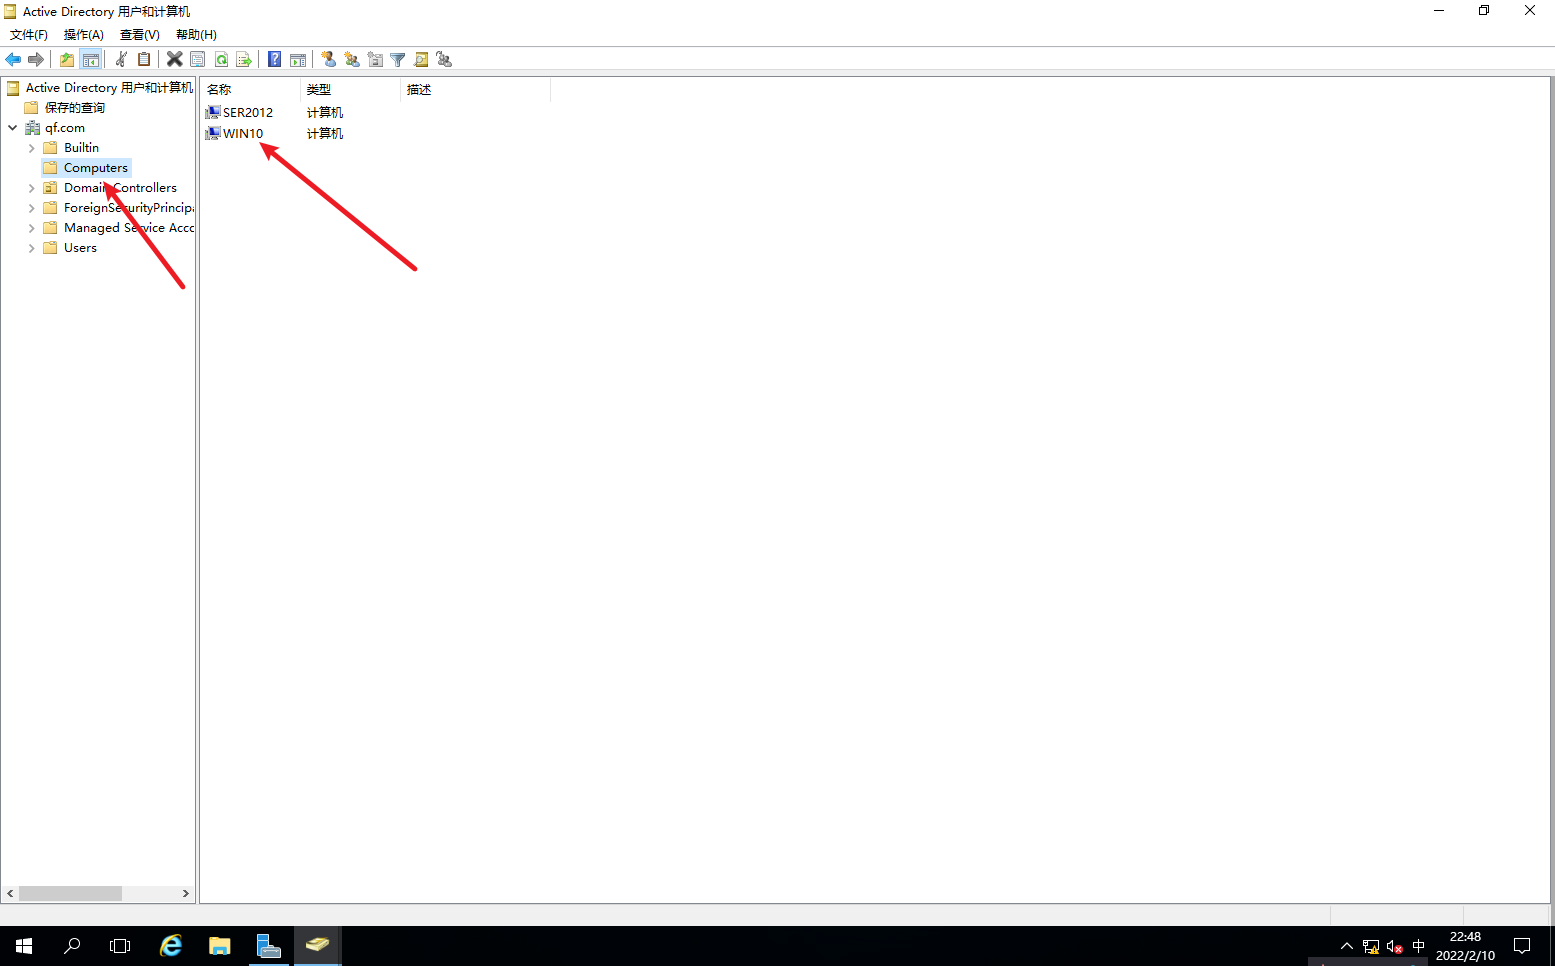 Active Directory 用户和计算机
文件(F) 操作(A) 查看(V) 帮助(H)
Active Directory 用户和计算机
保存的查询
qf.com
Builtin
Computers
Domain Controllers
ForeignSecurityPrincipa
Managed Service Acco
Users
名称 类型 描述
SER2012 计算机
WIN10 计算机
中
22:48
2022/2/10